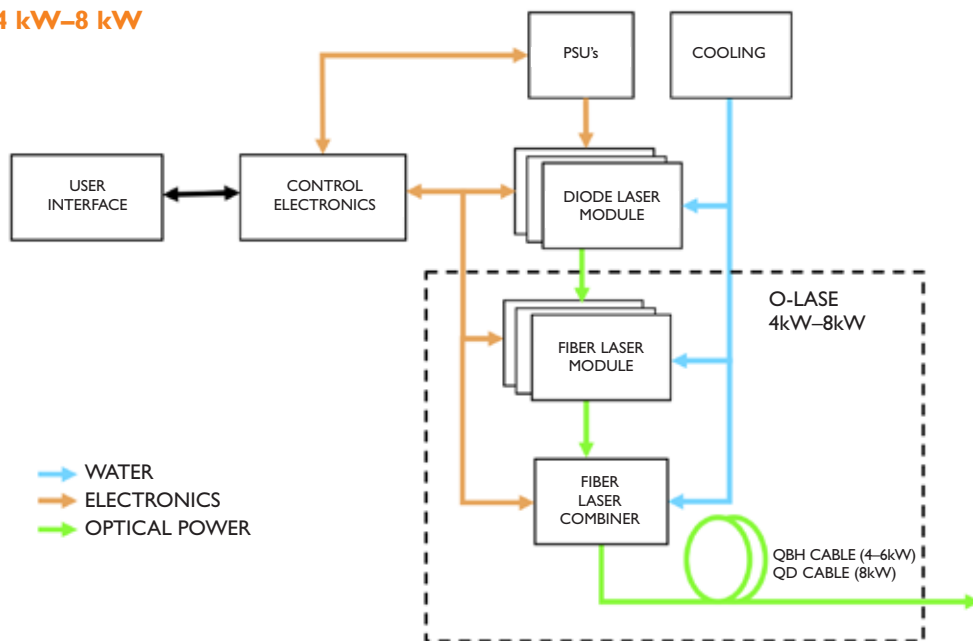 4 kW–8 kW
PSU's
COOLING
USER
INTERFACE
CONTROL
ELECTRONICS
DIODE LASER
MODULE
O-LASE
4kW–8kW
FIBER LASER
MODULE
WATER
ELECTRONICS
OPTICAL POWER
FIBER
LASER
COMBINER
QBH CABLE (4–6kW)
QD CABLE (8kW)